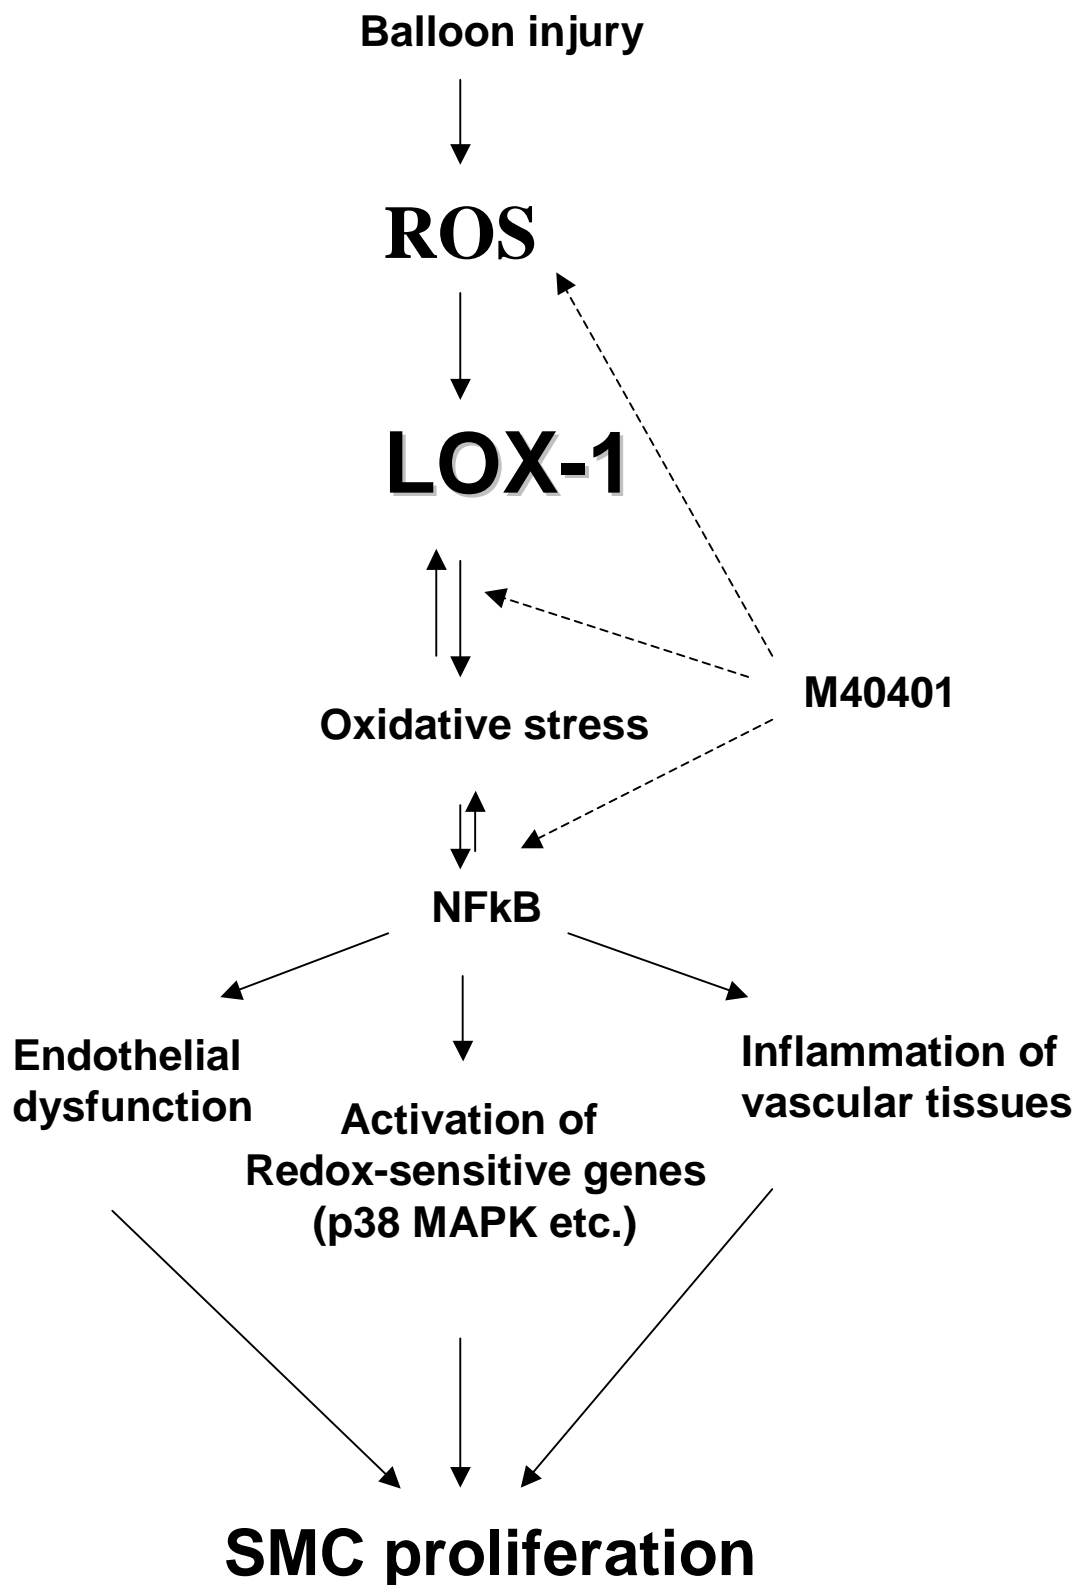 Balloon injury
ROS
LOX-1
M40401
Oxidative stress
NFkB
Endothelial
dysfunction
Activation of
Redox-sensitive genes
(p38 MAPK etc.)
Inflammation of
vascular tissues
SMC proliferation